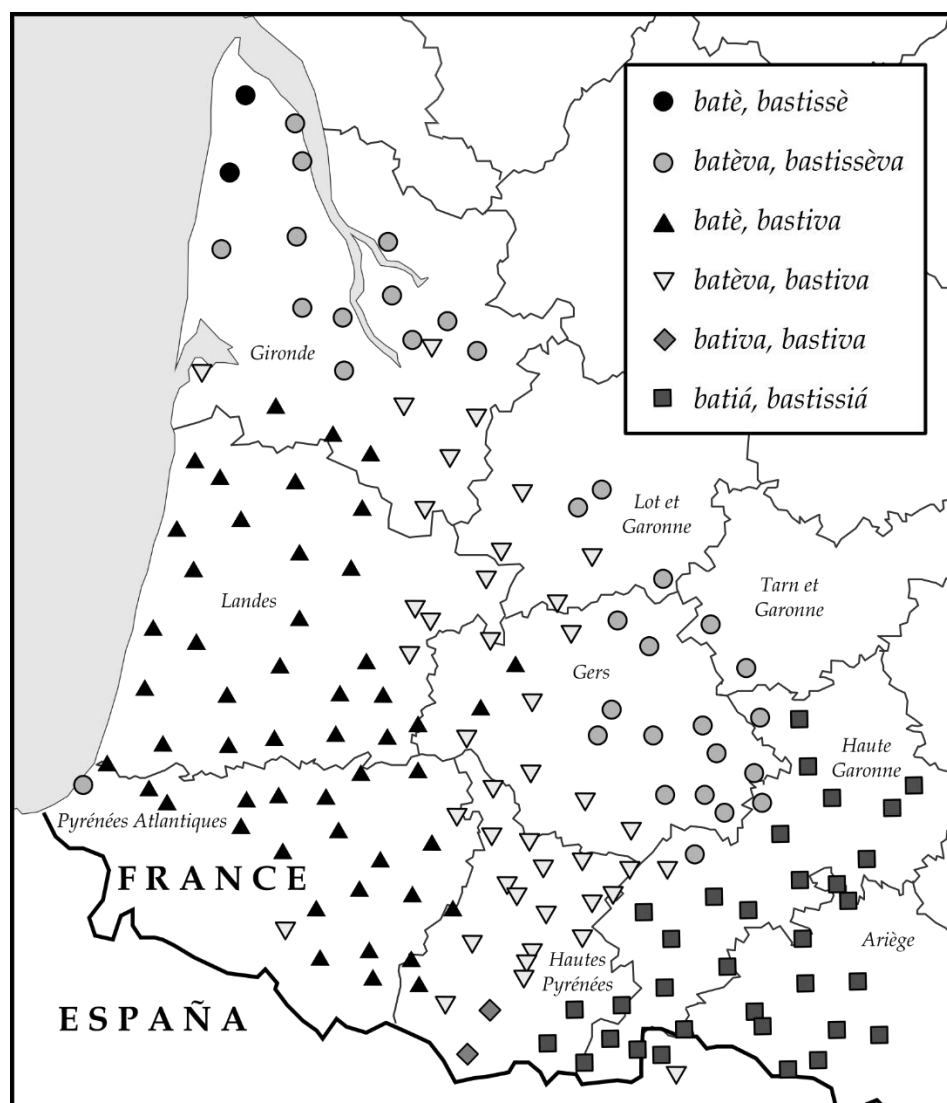 batè, bastissè
batèva, bastissèva
batè, bastiva
batèva, bastiva
bativa, bastiva
batiá, bastissiá
Gironde
Lot et
Garonne
Landes
Tarn et
Garonne
Gers
Haute
Garonne
Pyrénées Atlantiques
FRANCE
Ariège
Hautes
Pyrénées
ESPAÑA